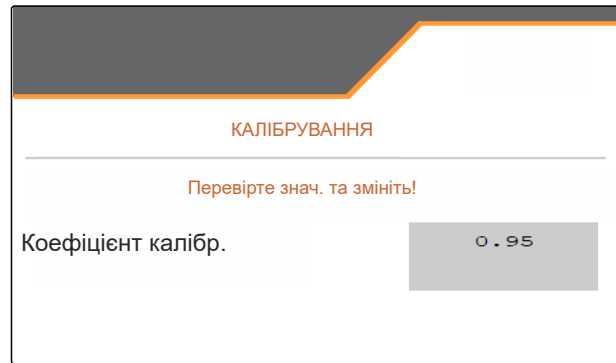 КАЛІБРУВАННЯ
Перевірте знач. та змініть!
Коефіцієнт калібр.
0.95